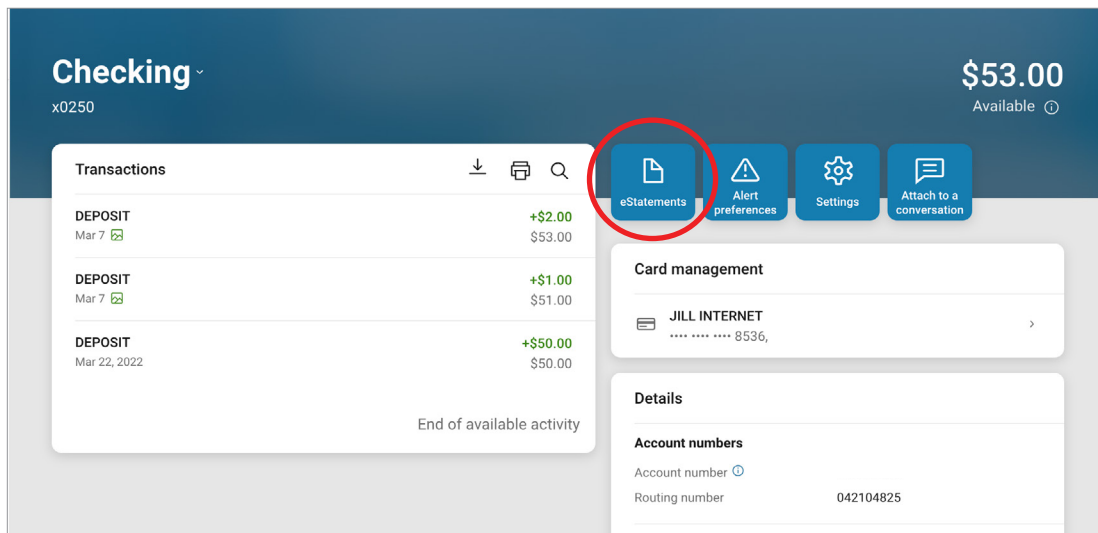 Checking
$53.00
x0250
Available
Transactions
DEPOSIT
+$2.00
Mar 7
$53.00
DEPOSIT
+$1.00
Mar 7
$51.00
DEPOSIT
+$50.00
Mar 22, 2022
$50.00
End of available activity
eStatements
Alert
preferences
Settings
Attach to a
conversation
Card management
JILL INTERNET
•••• •••• •••• 8536,
Details
Account numbers
Account number
Routing number
042104825